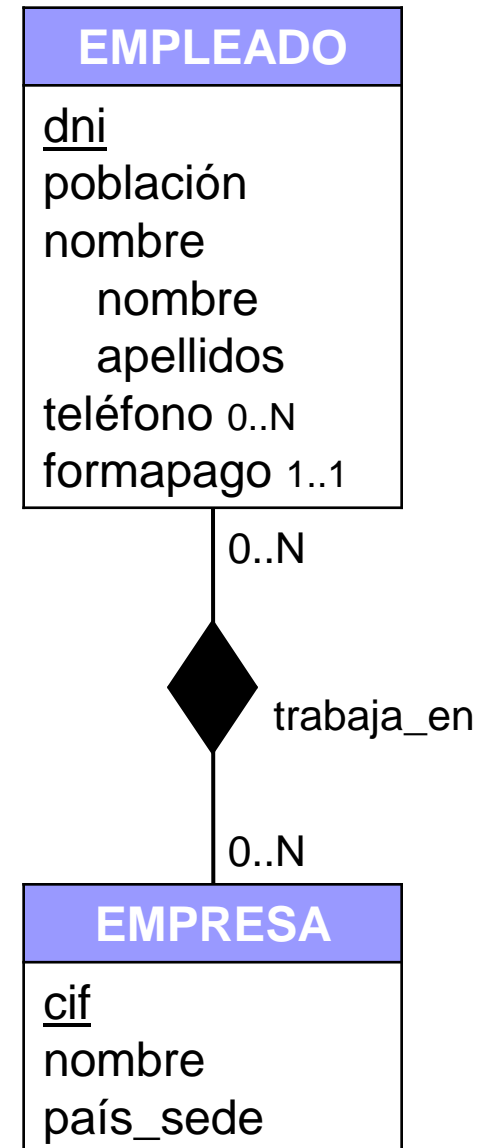 EMPLEADO
dni
población
nombre
nombre
apellidos
teléfono 0..N
formapago 1..1
0..N
trabaja_en
0..N
EMPRESA
cif
nombre
país_sede